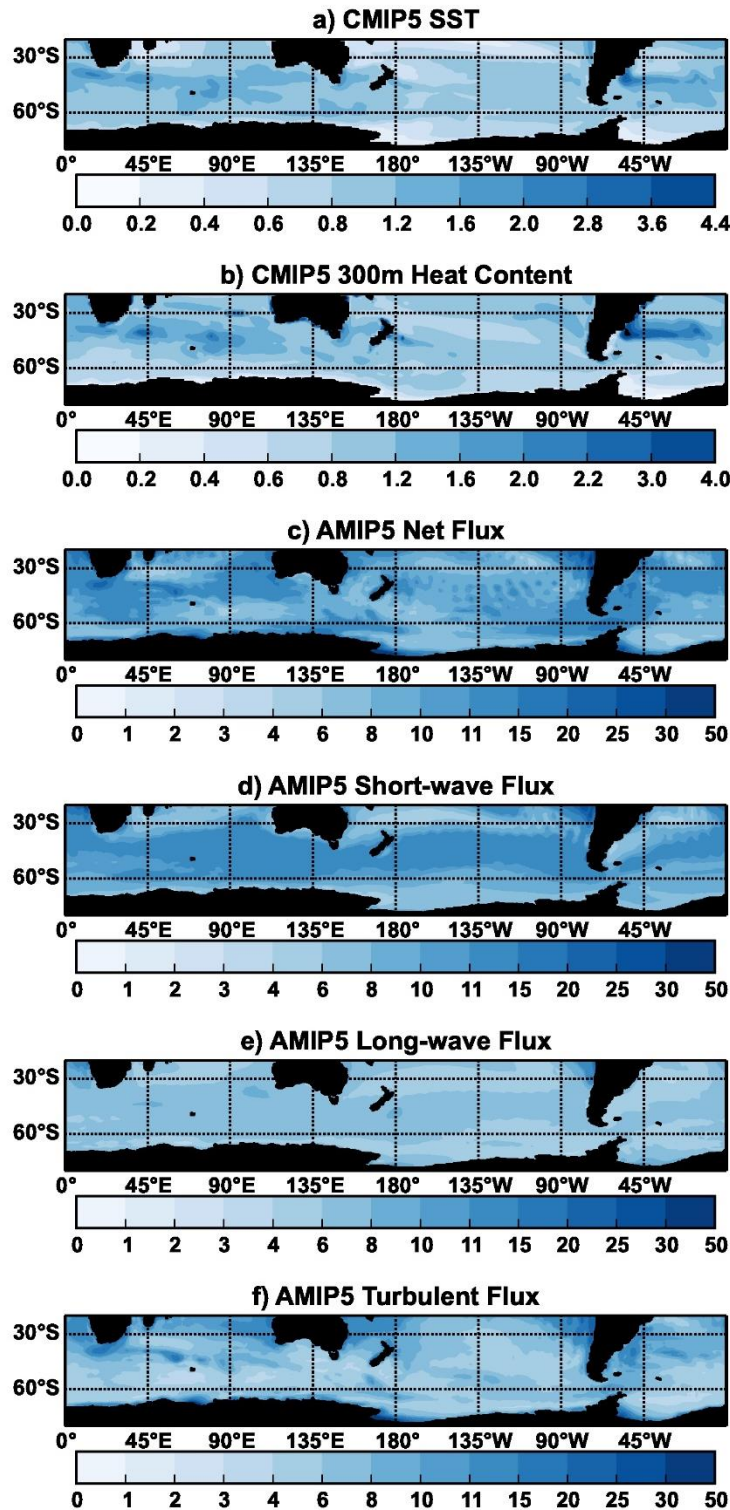 a) CMIP5 SST
30°S
60°S
0° 45°E 90°E 135°E 180° 135°W 90°W 45°W
0.0 0.2 0.4 0.6 0.8 1.2 1.6 2.0 2.8 3.6 4.4
b) CMIP5 300m Heat Content
30°S
60°S
0° 45°E 90°E 135°E 180° 135°W 90°W 45°W
0.0 0.2 0.4 0.6 0.8 1.2 1.6 2.0 2.2 3.0 4.0
c) AMIP5 Net Flux
30°S
60°S
0° 45°E 90°E 135°E 180° 135°W 90°W 45°W
0 1 2 3 4 6 8 10 11 15 20 25 30 50
d) AMIP5 Short-wave Flux
30°S
60°S
0° 45°E 90°E 135°E 180° 135°W 90°W 45°W
0 1 2 3 4 6 8 10 11 15 20 25 30 50
e) AMIP5 Long-wave Flux
30°S
60°S
0° 45°E 90°E 135°E 180° 135°W 90°W 45°W
0 1 2 3 4 6 8 10 11 15 20 25 30 50
f) AMIP5 Turbulent Flux
30°S
60°S
0° 45°E 90°E 135°E 180° 135°W 90°W 45°W
0 1 2 3 4 6 8 10 11 15 20 25 30 50